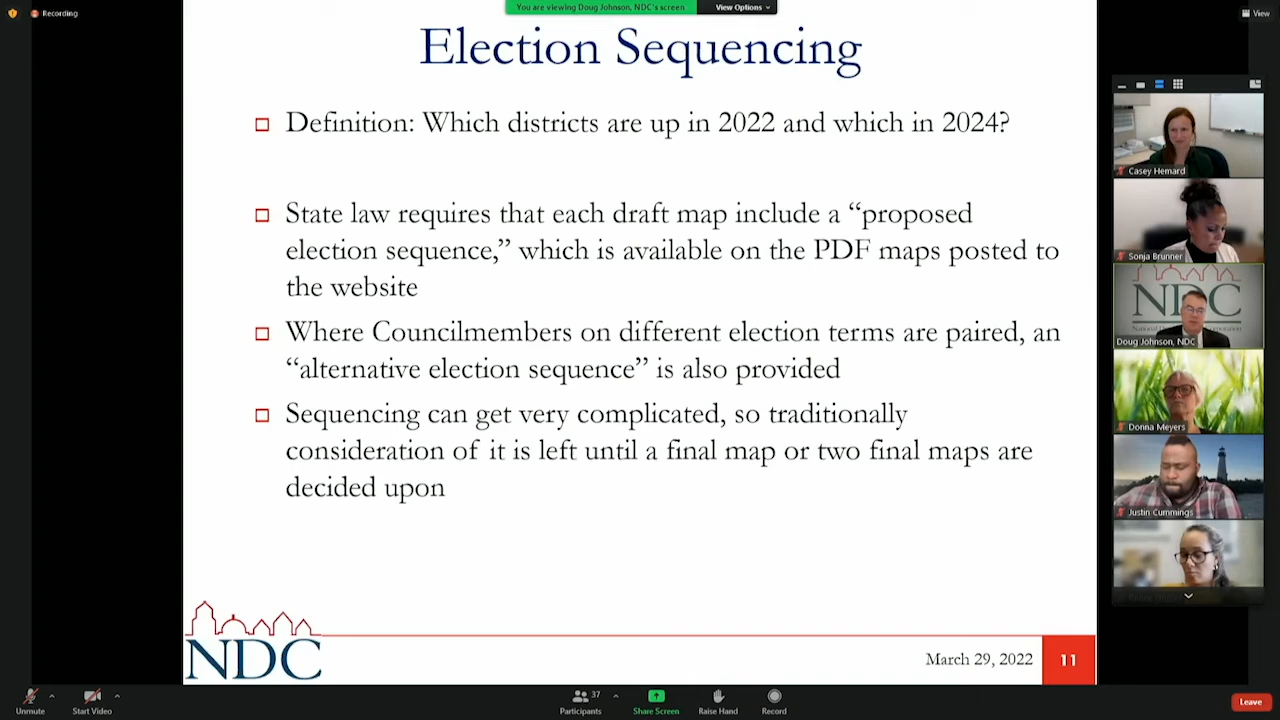 Recording
You are viewing Doug Johnson, NDC's screen
View Options
View
Election Sequencing
Definition: Which districts are up in 2022 and which in 2024?
State law requires that each draft map include a “proposed
election sequence,” which is available on the PDF maps posted to
the website
Where Councilmembers on different election terms are paired, an
“alternative election sequence” is also provided
Sequencing can get very complicated, so traditionally
consideration of it is left until a final map or two final maps are
decided upon
NDC
March 29, 2022
11
Casey Hemard
Sonja Brunner
NDC
Doug Johnson, NDC
Donna Meyers
Justin Cummings
Unmute
Start Video
37
Participants
Share Screen
Raise Hand
Record
Leave